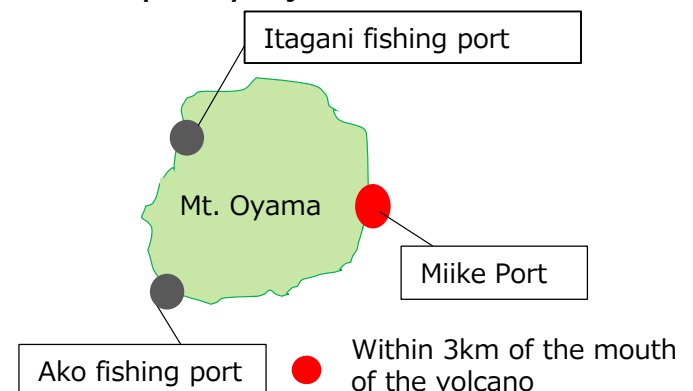 Itagani fishing port
Mt. Oyama
Miike Port
Ako fishing port
Within 3km of the mouth
of the volcano